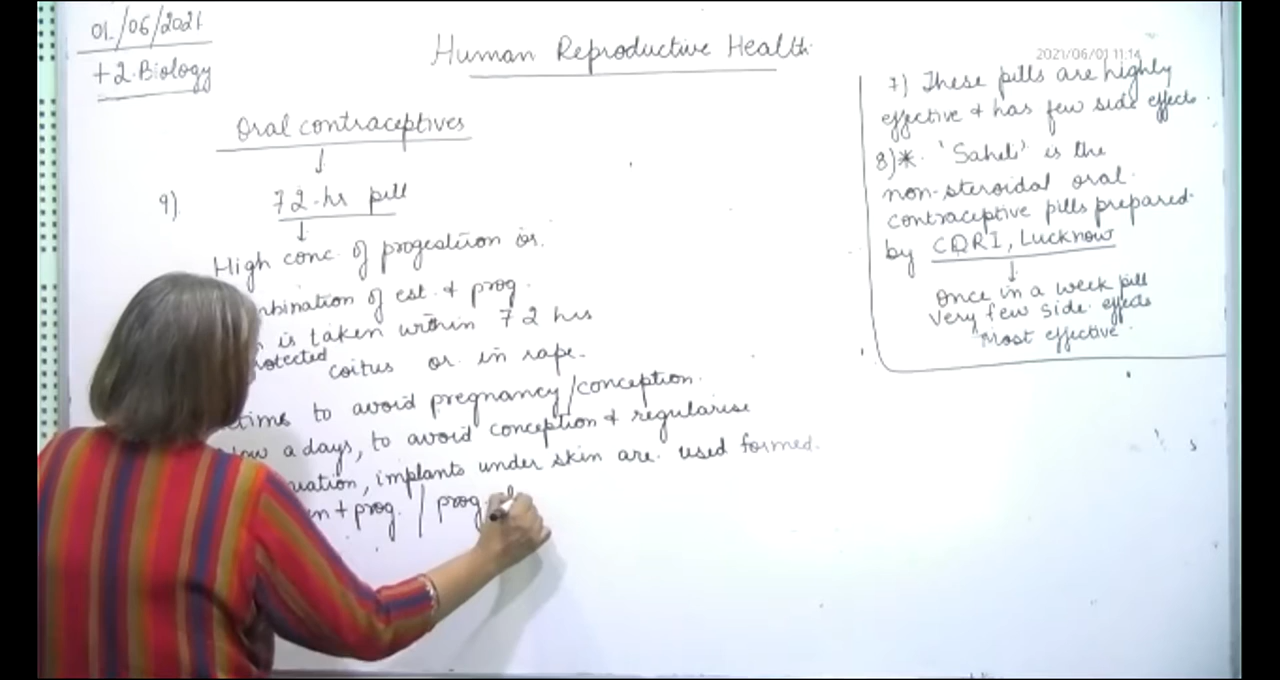 01/06/2021
+2 Biology
Human Reproductive Health
2021/06/01 11:14
Oral contraceptives
9) 72-hr pill
High conc. of progestiron or
of est. + prog.
is taken within 72 hrs
coitus or in rape.
to avoid pregnancy/conception.
a days, to avoid conception & regularise
implants under skin are used formed.
+ prog. / prog
7) These pills are highly
effective & has few side effects.
8)* 'Saheli' is the
non-steroidal oral
contraceptive pills prepared
by CDRI, Lucknow
Once in a week pill
Very few side effects
Most effective.